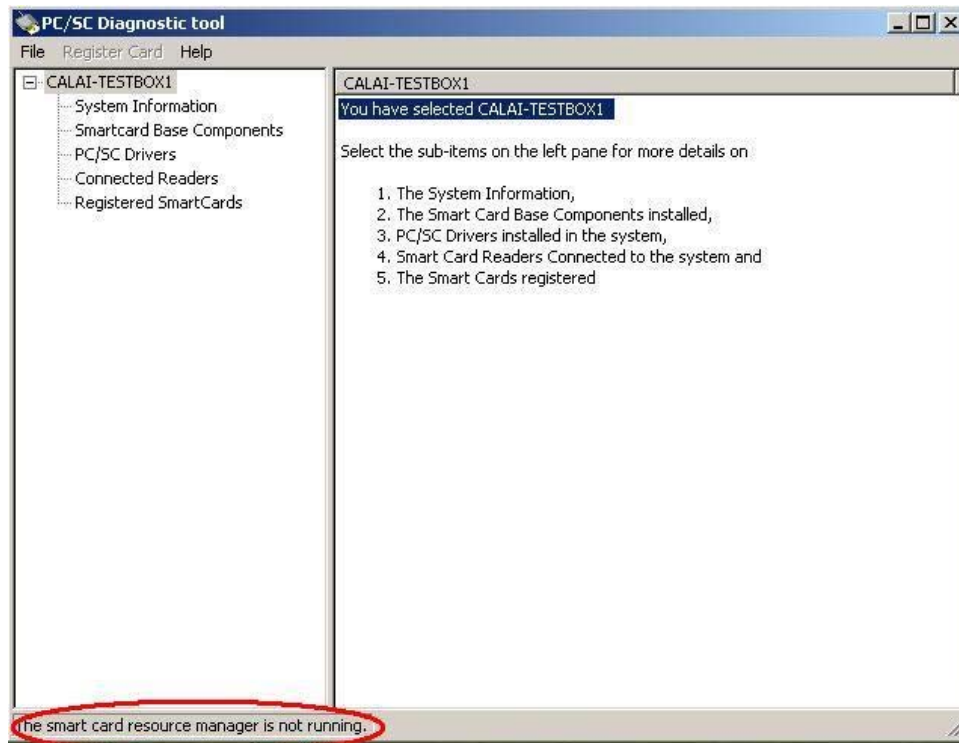 PC/SC Diagnostic tool
File Register Card Help
CALAI-TESTBOX1
System Information
Smartcard Base Components
PC/SC Drivers
Connected Readers
Registered SmartCards
CALAI-TESTBOX1
You have selected CALAI-TESTBOX1
Select the sub-items on the left pane for more details on
1. The System Information,
2. The Smart Card Base Components installed,
3. PC/SC Drivers installed in the system,
4. Smart Card Readers Connected to the system and
5. The Smart Cards registered
The smart card resource manager is not running.